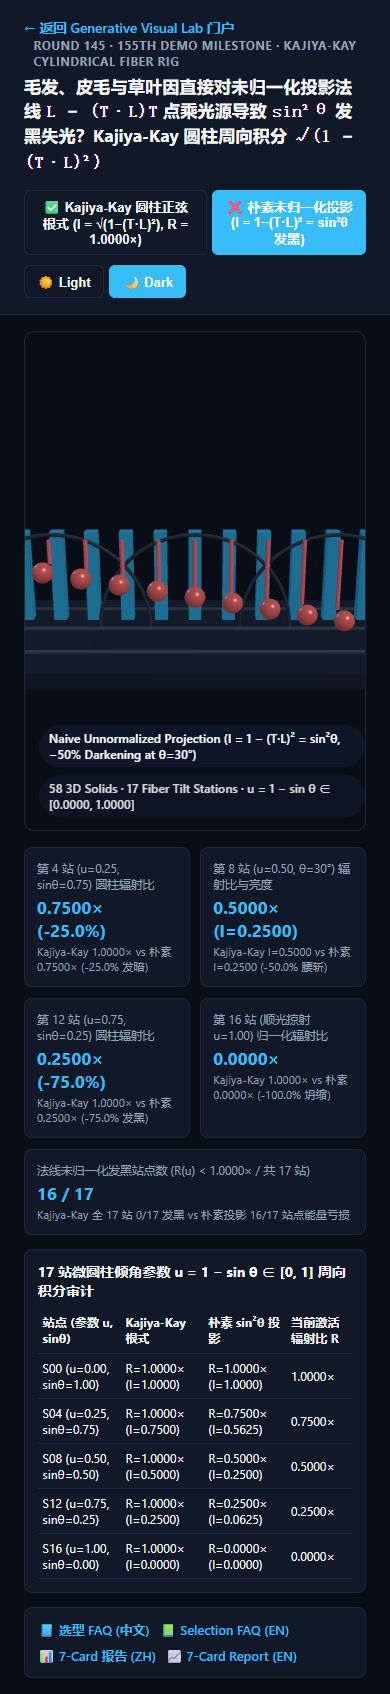 ← 返回 Generative Visual Lab 门户
ROUND 145 · 155TH DEMO MILESTONE · KAJIYA-KAY
CYLINDRICAL FIBER RIG
毛发、皮毛与草叶因直接对未归一化投影法
线 L − (T·L)T 点乘光源导致 sin²θ 发
黑失光？Kajiya-Kay 圆柱周向积分 √(1 −
(T·L)²)
✅ Kajiya-Kay 圆柱正弦
根式 (I = √(1−(T·L)²), R =
1.0000×)
❌ 朴素未归一化投影
(I = 1−(T·L)² = sin²θ
发黑)
☀️ Light
🌙 Dark
Naive Unnormalized Projection (I = 1 − (T·L)² = sin²θ,
−50% Darkening at θ=30°)
58 3D Solids · 17 Fiber Tilt Stations · u = 1 − sin θ ∈
[0.0000, 1.0000]
第 4 站 (u=0.25,
sinθ=0.75) 圆柱辐射比
0.7500×
(-25.0%)
Kajiya-Kay 1.0000× vs 朴素
0.7500× (-25.0% 发暗)
第 8 站 (u=0.50, θ=30°) 辐
射比与亮度
0.5000×
(I=0.2500)
Kajiya-Kay I=0.5000 vs 朴素
I=0.2500 (-50.0% 腰斩)
第 12 站 (u=0.75,
sinθ=0.25) 圆柱辐射比
0.2500×
(-75.0%)
Kajiya-Kay 1.0000× vs 朴素
0.2500× (-75.0% 发黑)
第 16 站 (顺光掠射
u=1.00) 归一化辐射比
0.0000×
Kajiya-Kay 1.0000× vs 朴素
0.0000× (-100.0% 坍缩)
法线未归一化发黑站点数 (R(u) < 1.0000× / 共 17 站)
16 / 17
Kajiya-Kay 全 17 站 0/17 发黑 vs 朴素投影 16/17 站点能量亏损
17 站微圆柱倾角参数 u = 1 − sin θ ∈ [0, 1] 周向
积分审计
站点 (参数 u, sinθ) Kajiya-Kay 根式 朴素 sin²θ 投影 当前激活辐射比 R
S00 (u=0.00, sinθ=1.00) R=1.0000× (I=1.0000) R=1.0000× (I=1.0000) 1.0000×
S04 (u=0.25, sinθ=0.75) R=1.0000× (I=0.7500) R=0.7500× (I=0.5625) 0.7500×
S08 (u=0.50, sinθ=0.50) R=1.0000× (I=0.5000) R=0.5000× (I=0.2500) 0.5000×
S12 (u=0.75, sinθ=0.25) R=1.0000× (I=0.2500) R=0.2500× (I=0.0625) 0.2500×
S16 (u=1.00, sinθ=0.00) R=1.0000× (I=0.0000) R=0.0000× (I=0.0000) 0.0000×
📘 选型 FAQ (中文) 📗 Selection FAQ (EN)
📊 7-Card 报告 (ZH) 📈 7-Card Report (EN)